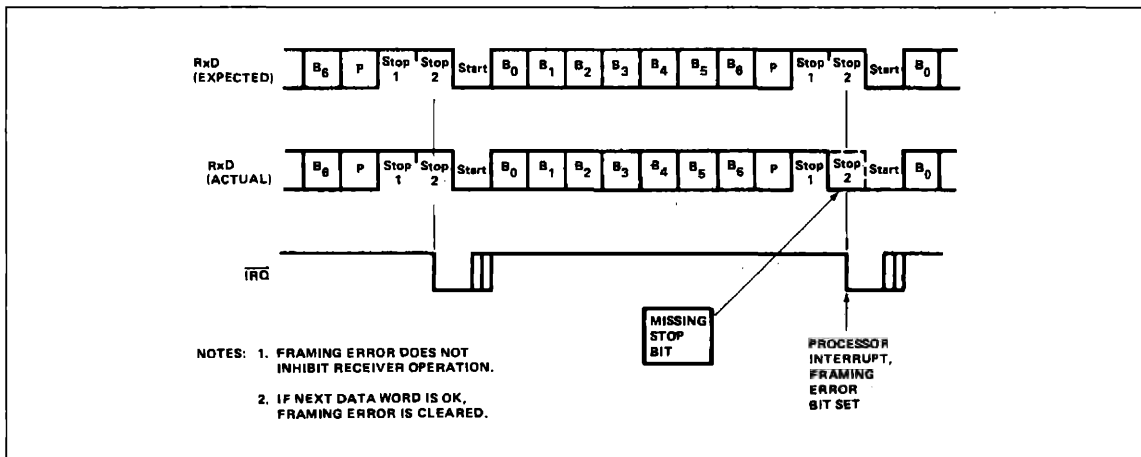 RxD (EXPECTED) B6 P Stop 1 Stop 2 Start B0 B1 B2 B3 B4 B5 B6 P Stop 1 Stop 2 Start B0
RxD (ACTUAL) B6 P Stop 1 Stop 2 Start B0 B1 B2 B3 B4 B5 B6 P Stop 1 Stop 2 Start B0
IRQ
MISSING
STOP
BIT
PROCESSOR
INTERRUPT,
FRAMING
ERROR
BIT SET
NOTES: 1. FRAMING ERROR DOES NOT
INHIBIT RECEIVER OPERATION.
2. IF NEXT DATA WORD IS OK,
FRAMING ERROR IS CLEARED.